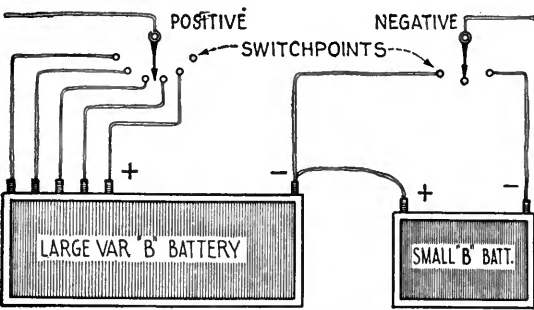 POSITIVE
NEGATIVE
SWITCHPOINTS
+
-
+
-
LARGE VAR "B" BATTERY
SMALL "B" BATT.